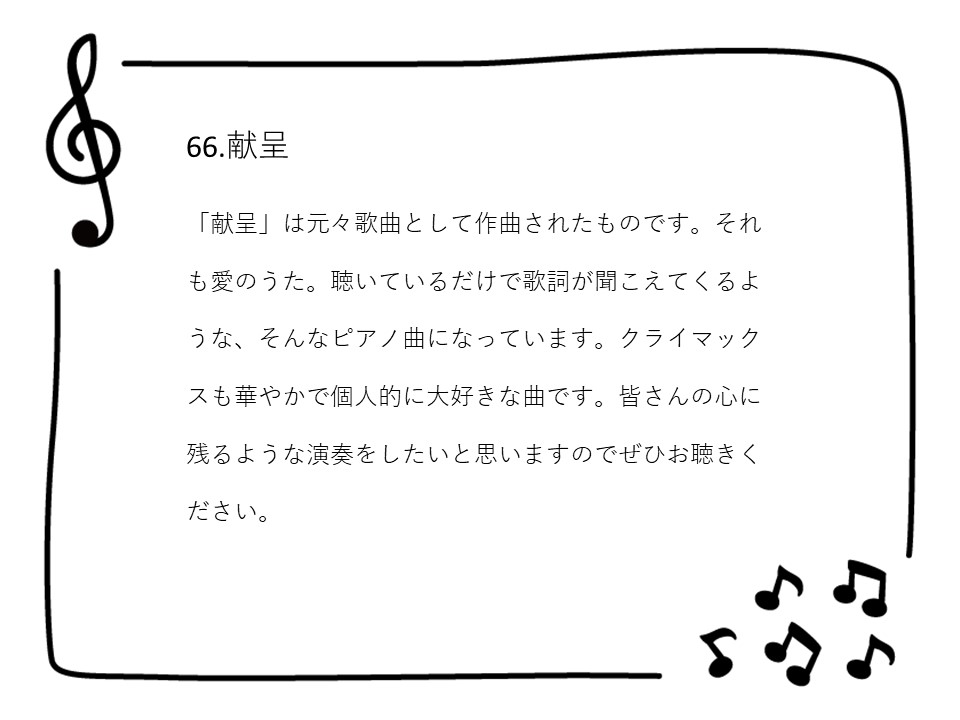 66.献呈
「献呈」は元々歌曲として作曲されたものです。それ
も愛のうた。聴いているだけで歌詞が聞こえてくるよ
うな、そんなピアノ曲になっています。クライマック
スも華やかで個人的に大好きな曲です。皆さんの心に
残るような演奏をしたいと思いますのでぜひお聴きく
ださい。